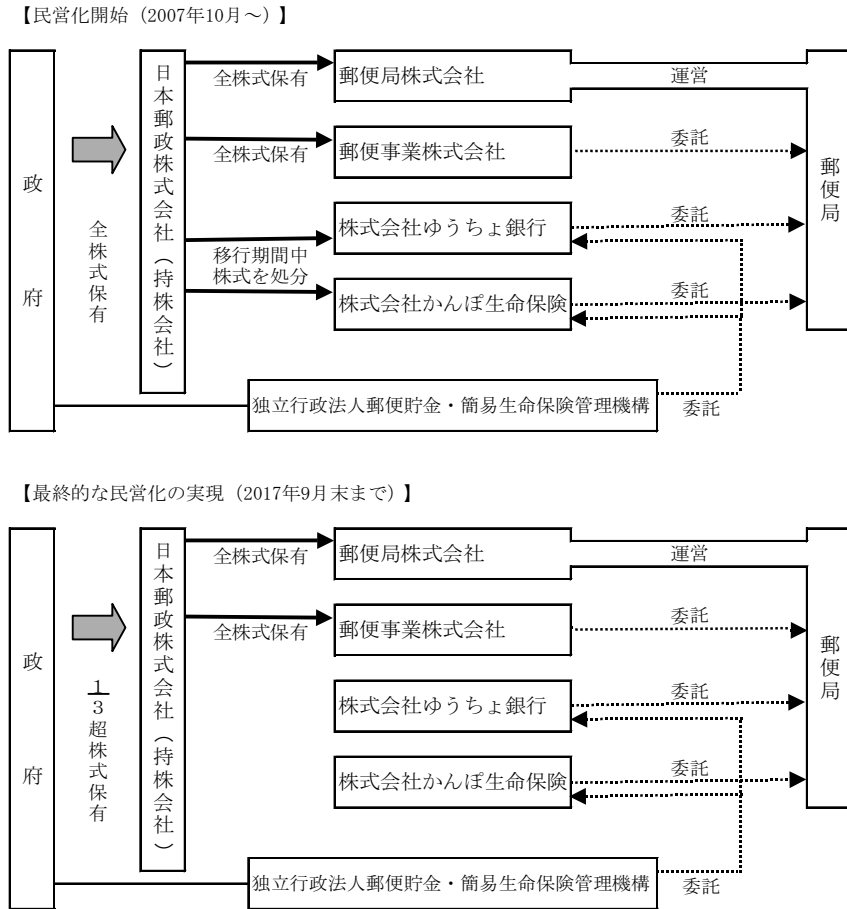 【民営化開始（2007年10月～）】
政府
全株式保有
日本郵政株式会社（持株会社）
全株式保有
郵便局株式会社
運営
郵便局
全株式保有
郵便事業株式会社
委託
移行期間中
株式を処分
株式会社ゆうちょ銀行
委託
株式会社かんぽ生命保険
委託
独立行政法人郵便貯金・簡易生命保険管理機構
委託
【最終的な民営化の実現（2017年9月末まで）】
政府
1/3超株式保有
日本郵政株式会社（持株会社）
全株式保有
郵便局株式会社
運営
郵便局
全株式保有
郵便事業株式会社
委託
株式会社ゆうちょ銀行
委託
株式会社かんぽ生命保険
委託
独立行政法人郵便貯金・簡易生命保険管理機構
委託